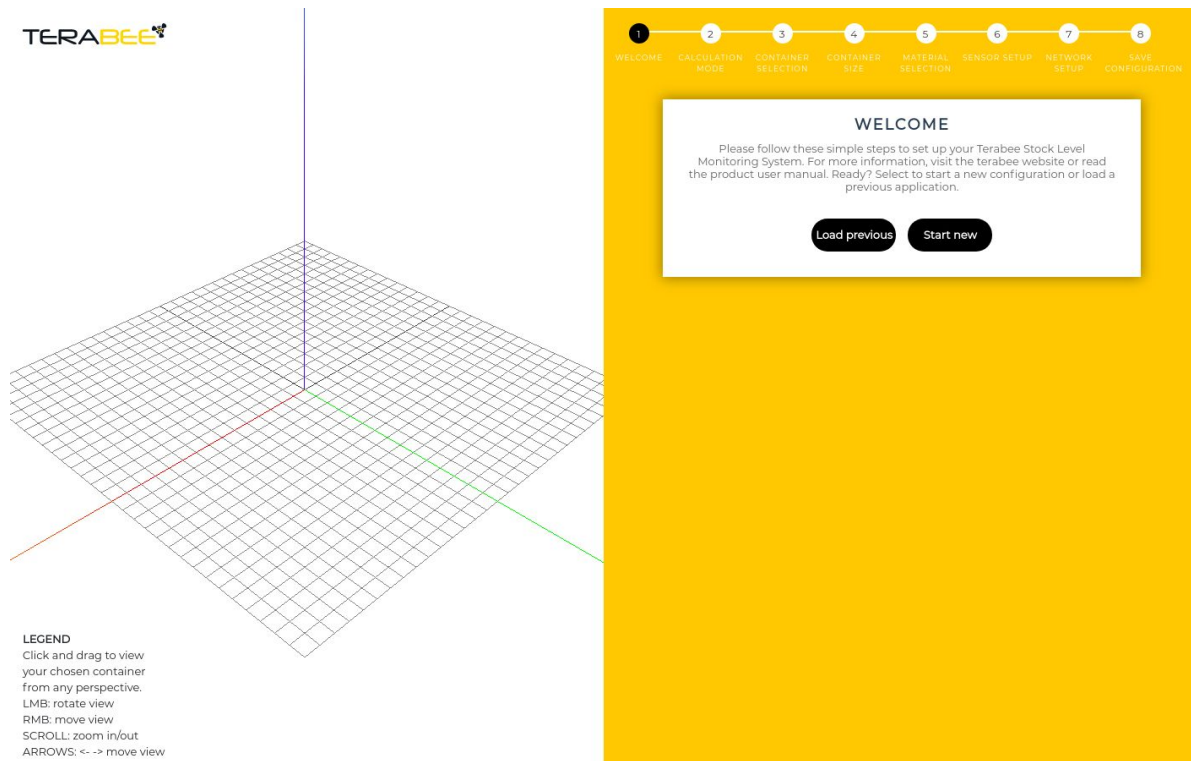 TERABEE
1 2 3 4 5 6 7 8
WELCOME CALCULATION CONTAINER CONTAINER MATERIAL SENSOR SETUP NETWORK SAVE
MODE SELECTION SIZE SELECTION SETUP CONFIGURATION
WELCOME
Please follow these simple steps to set up your Terabee Stock Level
Monitoring System. For more information, visit the terabee website or read
the product user manual. Ready? Select to start a new configuration or load a
previous application.
Load previous Start new
LEGEND
Click and drag to view
your chosen container
from any perspective.
LMB: rotate view
RMB: move view
SCROLL: zoom in/out
ARROWS: <- -> move view